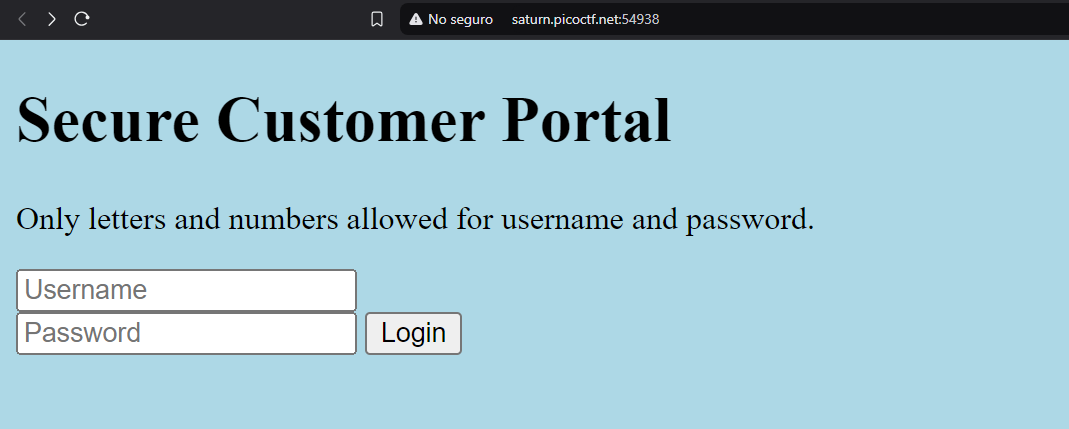 No seguro saturn.picoctf.net:54938
Secure Customer Portal
Only letters and numbers allowed for username and password.
Username
Password Login